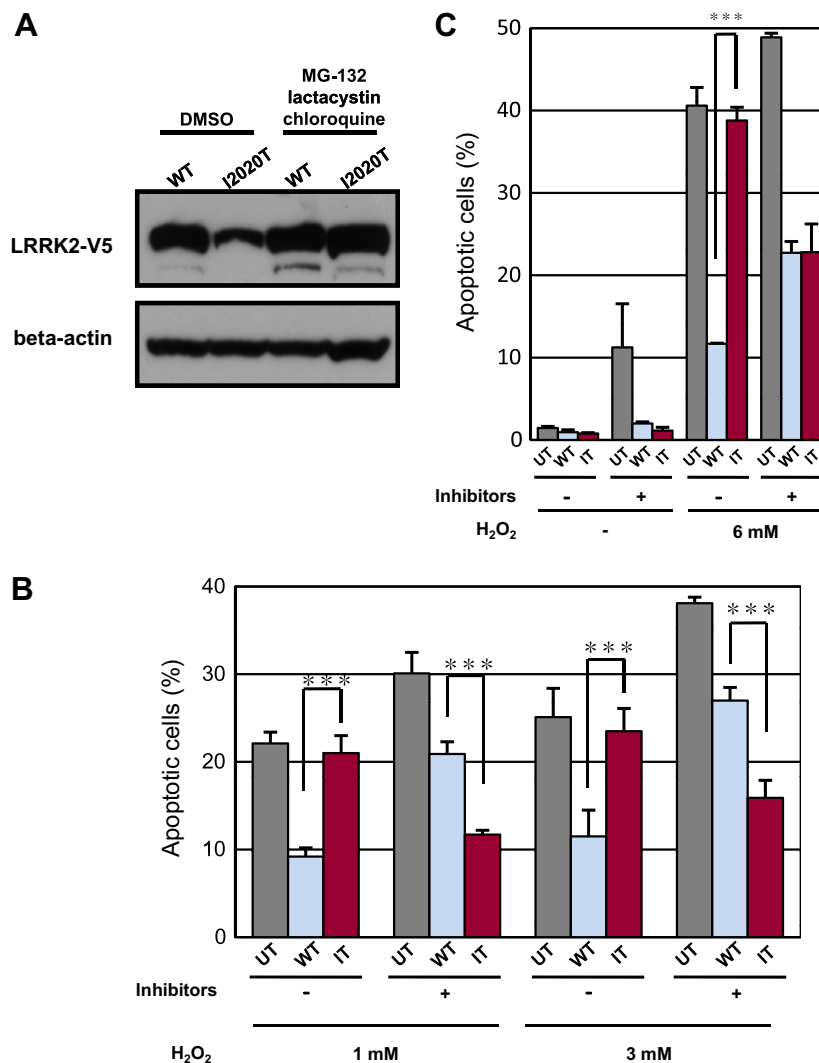 A
DMSO
MG-132
lactacystin
chloroquine
WT I2020T WT I2020T
LRRK2-V5
beta-actin
C
Apoptotic cells (%)
50
40
30
20
10
0
***
UT WT IT UT WT IT UT WT IT UT WT IT
Inhibitors - + - +
H₂O₂ - 6 mM
B
Apoptotic cells (%)
40
30
20
10
0
*** *** *** ***
UT WT IT UT WT IT UT WT IT UT WT IT
Inhibitors - + - +
H₂O₂ 1 mM 3 mM